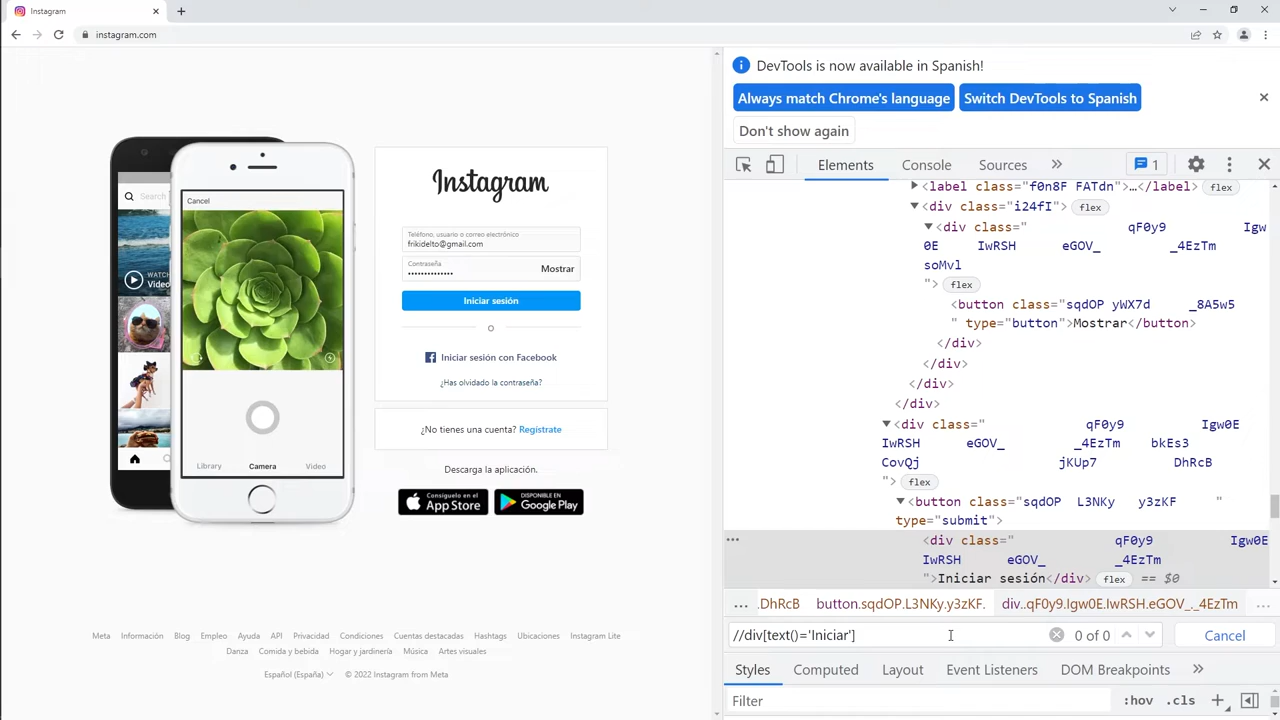 Instagram
instagram.com
Search
WATCH
Video
Cancel
Library
Camera
Video
Instagram
Teléfono, usuario o correo electrónico
frikidelto@gmail.com
Contraseña
••••••••••••••
Mostrar
Iniciar sesión
O
Iniciar sesión con Facebook
¿Has olvidado la contraseña?
¿No tienes una cuenta? Regístrate
Descarga la aplicación.
Consíguelo en el
App Store
DISPONIBLE EN
Google Play
Meta Información Blog Empleo Ayuda API Privacidad Condiciones Cuentas destacadas Hashtags Ubicaciones Instagram Lite
Danza Comida y bebida Hogar y jardinería Música Artes visuales
Español (España) © 2022 Instagram from Meta
DevTools is now available in Spanish!
Always match Chrome's language Switch DevTools to Spanish
Don't show again
Elements Console Sources 1
<label class="f0n8F FATdn">…</label> flex
<div class="i24fI"> flex
<div class=" qF0y9 Igw
0E IwRSH eGOV_ _4EzTm
soMvl
"> flex
<button class="sqdOP yWX7d _8A5w5
" type="button">Mostrar</button>
</div>
</div>
</div>
</div>
<div class=" qF0y9 Igw0E
IwRSH eGOV_ _4EzTm bkEs3
CovQj jKUp7 DhRcB
"> flex
<button class="sqdOP L3NKy y3zKF "
type="submit">
… <div class=" qF0y9 Igw0E
IwRSH eGOV_ _4EzTm
">Iniciar sesión</div> flex == $0
… .DhRcB button.sqdOP.L3NKy.y3zKF. div..qF0y9.Igw0E.IwRSH.eGOV_._4EzTm …
//div[text()='Iniciar'] 0 of 0 Cancel
Styles Computed Layout Event Listeners DOM Breakpoints
Filter :hov .cls